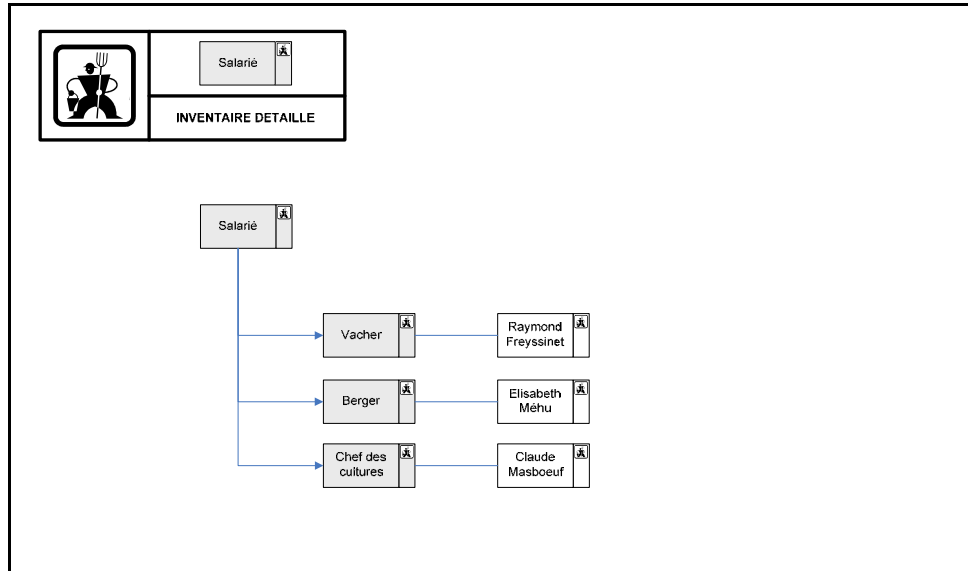 Salarié
INVENTAIRE DETAILLE
Salarié
Vacher
Raymond
Freyssinet
Berger
Elisabeth
Méhu
Chef des
cultures
Claude
Masboeuf